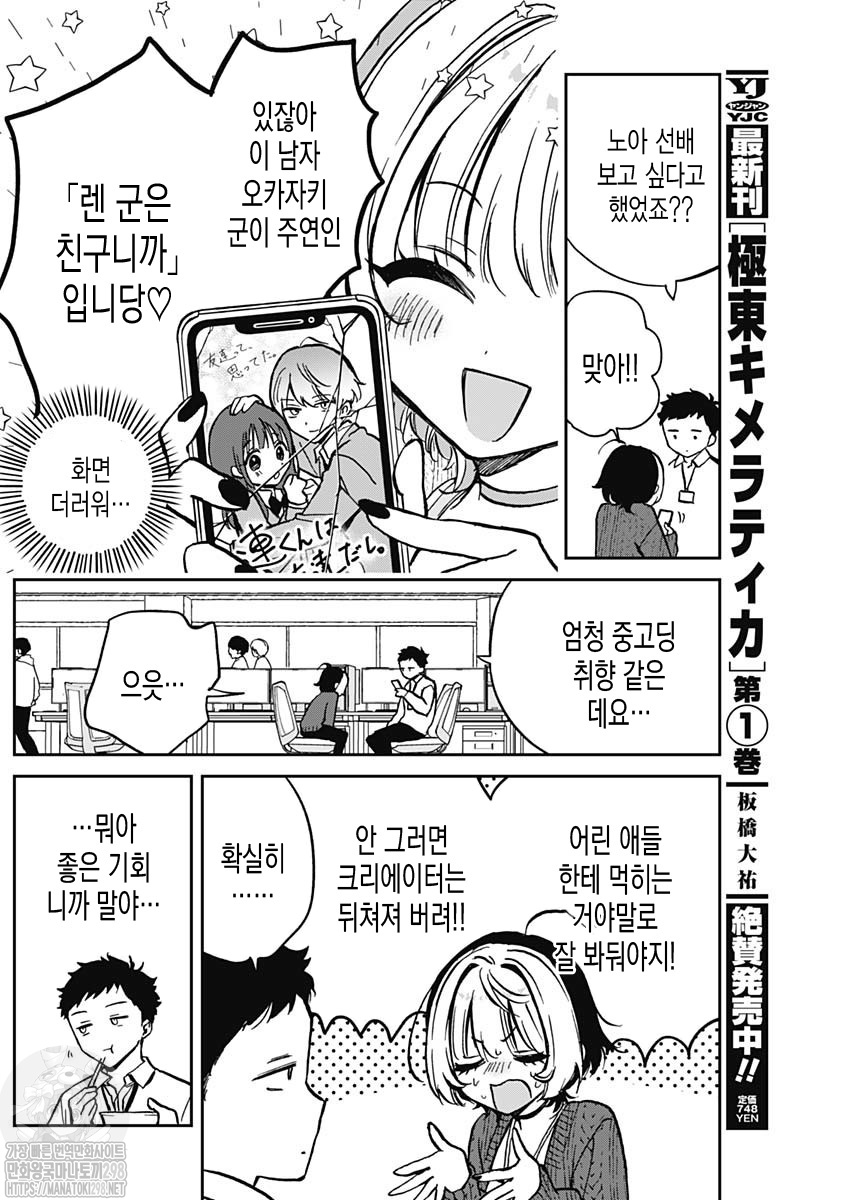 노아 선배
보고 싶다고
했었죠??
맞아!!
있잖아
이 남자
오카자키
군이 주연인
「렌 군은
친구니까」
입니당♡
友達って、
思ってた。
連くんは
화면
더러워…
엄청 중고딩
취향 같은
데요…
으읏…
어린 애들
한테 먹히는
거야말로
잘 봐둬야지!
안 그러면
크리에이터는
뒤쳐져 버려!!
확실히
……
…뭐아
좋은 기회
니까 말야…
YJ
ヤンジャン
YJC
最新刊
[極東キメラティカ]
第①巻
板橋大祐
絶賛発売中!!
定価
748
YEN
가장 빠른 번역만화사이트
만화왕국마나토끼298
HTTPS://MANATOKI298.NET/